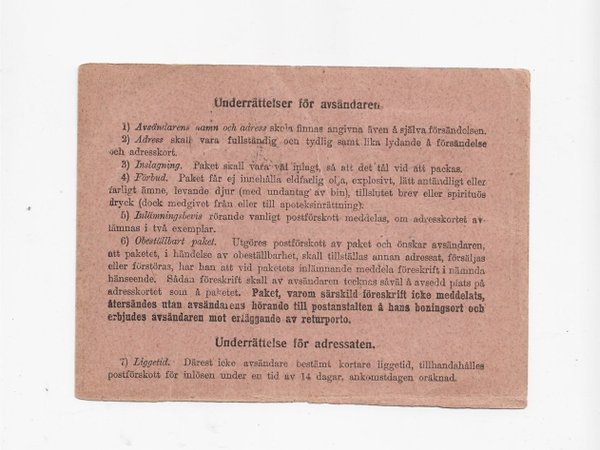 Underrättelser för avsändaren
1) Avsändarens namn och adress skola finnas angivna även å själva försändelsen.
2) Adress skall vara fullständig och tydlig samt lika lydande å försändelse
och adresskort.
3) Inslagning. Paket skall vara väl inlagt, så att det tål vid att packas.
4) Förbud. Paket får ej innehålla eldfarlig olja, explosivt, lätt antändligt eller
farligt ämne, levande djur (med undantag av bin), tillslutet brev eller spirituös
dryck (dock medgivet från eller till apoteksinrättning).
5) Inlämningsbevis rörande vanligt postförskott meddelas, om adresskortet av-
lämnas i två exemplar.
6) Obeställbart paket. Utgöres postförskott av paket och önskar avsändaren,
att paketet, i händelse av obeställbarhet, skall tillställas annan adressat, försäljas
eller förstöras, har han att vid paketets inlämnande meddela föreskrift i nämnda
hänseende. Sådan föreskrift skall av avsändaren tecknas såväl å avsedd plats på
adresskortet som å paketet. Paket, varom särskild föreskrift icke meddelats,
återsändes utan avsändarens hörande till postanstalten å hans boningsort och
erbjudes avsändaren mot erläggande av returporto.
Underrättelse för adressaten.
7) Liggetid. Därest icke avsändare bestämt kortare liggetid, tillhandahålles
postförskott för inlösen under en tid av 14 dagar, ankomstdagen oräknad.